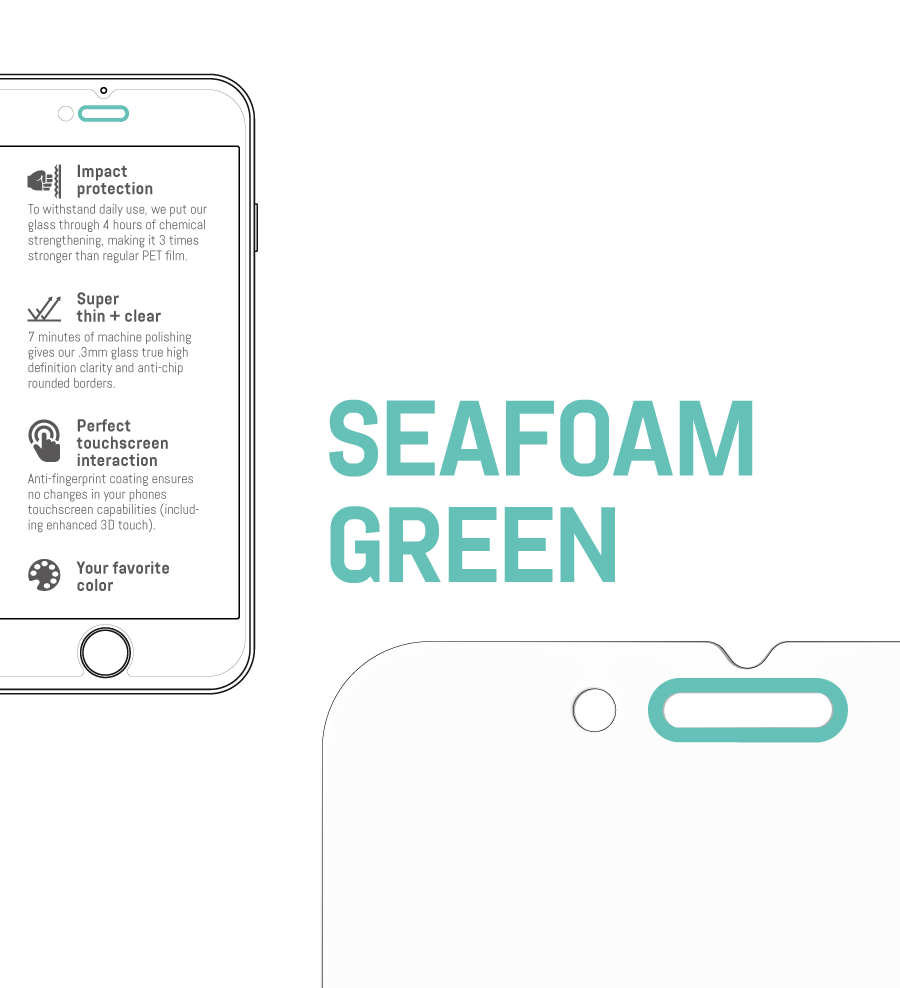 Impact
protection
To withstand daily use, we put our
glass through 4 hours of chemical
strengthening, making it 3 times
stronger than regular PET film.
Super
thin + clear
7 minutes of machine polishing
gives our .3mm glass true high
definition clarity and anti-chip
rounded borders.
Perfect
touchscreen
interaction
Anti-fingerprint coating ensures
no changes in your phones
touchscreen capabilities (includ-
ing enhanced 3D touch).
Your favorite
color
SEAFOAM
GREEN